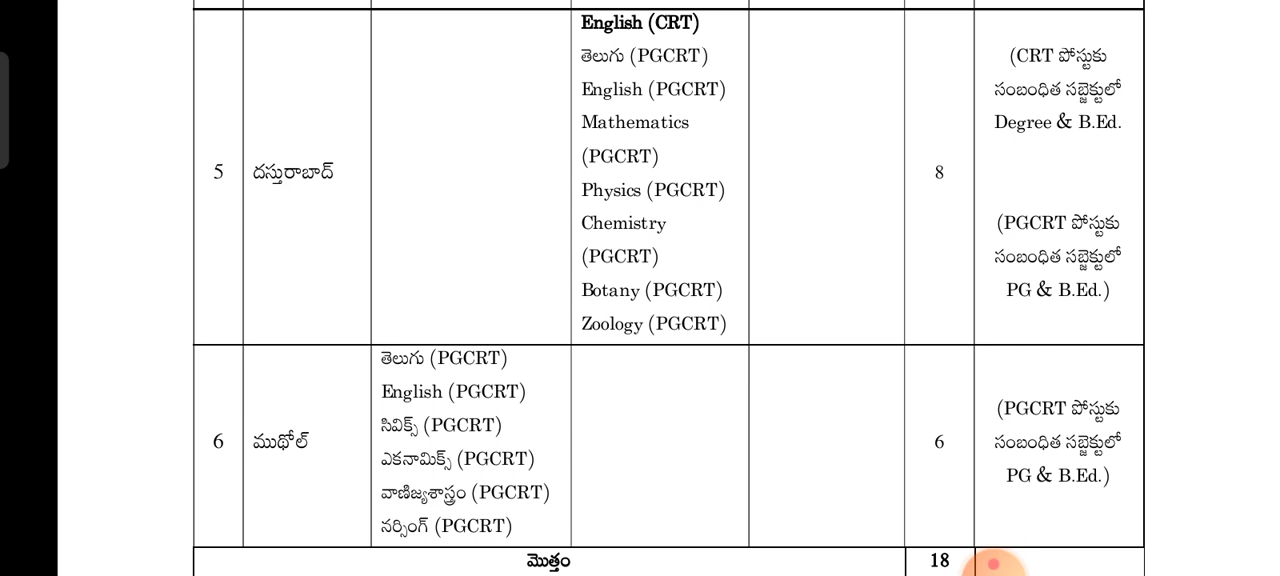 English (CRT)
తెలుగు (PGCRT)
English (PGCRT)
Mathematics
(PGCRT)
Physics (PGCRT)
Chemistry
(PGCRT)
Botany (PGCRT)
Zoology (PGCRT)
5
దస్తురాబాద్
8
(CRT పోస్టుకు
సంబంధిత సబ్జెక్టులో
Degree & B.Ed.
(PGCRT పోస్టుకు
సంబంధిత సబ్జెక్టులో
PG & B.Ed.)
6
ముథోల్
తెలుగు (PGCRT)
English (PGCRT)
సివిక్స్ (PGCRT)
ఎకనామిక్స్ (PGCRT)
వాణిజ్యశాస్త్రం (PGCRT)
నర్సింగ్ (PGCRT)
6
(PGCRT పోస్టుకు
సంబంధిత సబ్జెక్టులో
PG & B.Ed.)
మొత్తం
18